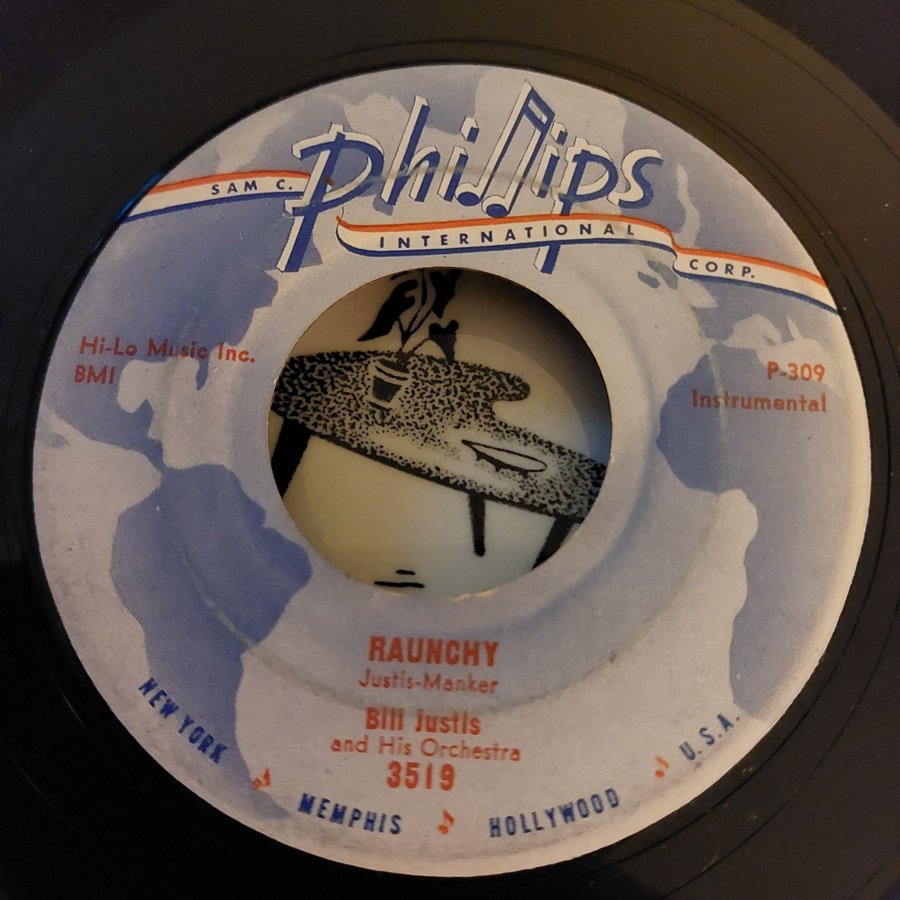 Phillips
SAM C.
INTERNATIONAL
CORP.
Hi-Lo Music Inc.
BMI
P-309
Instrumental
RAUNCHY
Justis-Manker
Bill Justis
and His Orchestra
3519
NEW YORK MEMPHIS HOLLYWOOD U.S.A.